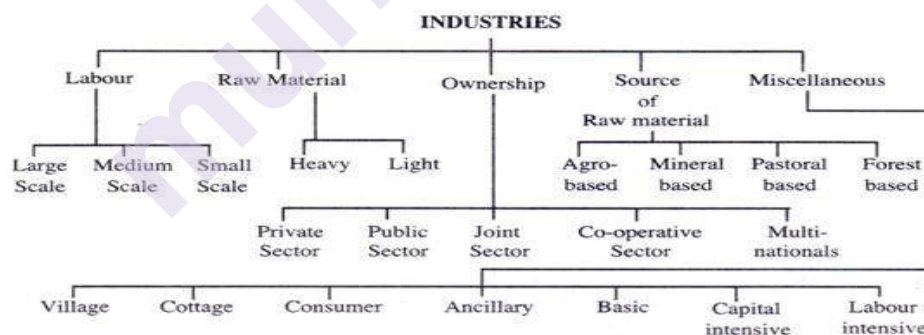 INDUSTRIES
Labour Raw Material Ownership Source Miscellaneous
of
Raw material
Large Medium Small Heavy Light Agro- Mineral Pastoral Forest
Scale Scale Scale based based based based
Private Public Joint Co-operative Multi-
Sector Sector Sector Sector nationals
Village Cottage Consumer Ancillary Basic Capital Labour
intensive intensive